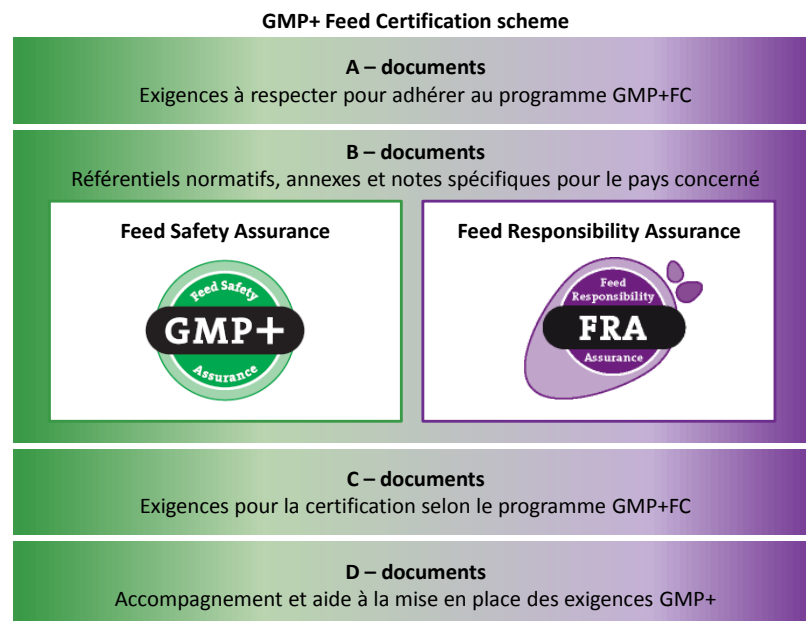 GMP+ Feed Certification scheme
A – documents
Exigences à respecter pour adhérer au programme GMP+FC
B – documents
Référentiels normatifs, annexes et notes spécifiques pour le pays concerné
Feed Safety Assurance
Feed Safety
GMP+
Assurance
Feed Responsibility Assurance
Feed
Responsibility
FRA
Assurance
C – documents
Exigences pour la certification selon le programme GMP+FC
D – documents
Accompagnement et aide à la mise en place des exigences GMP+